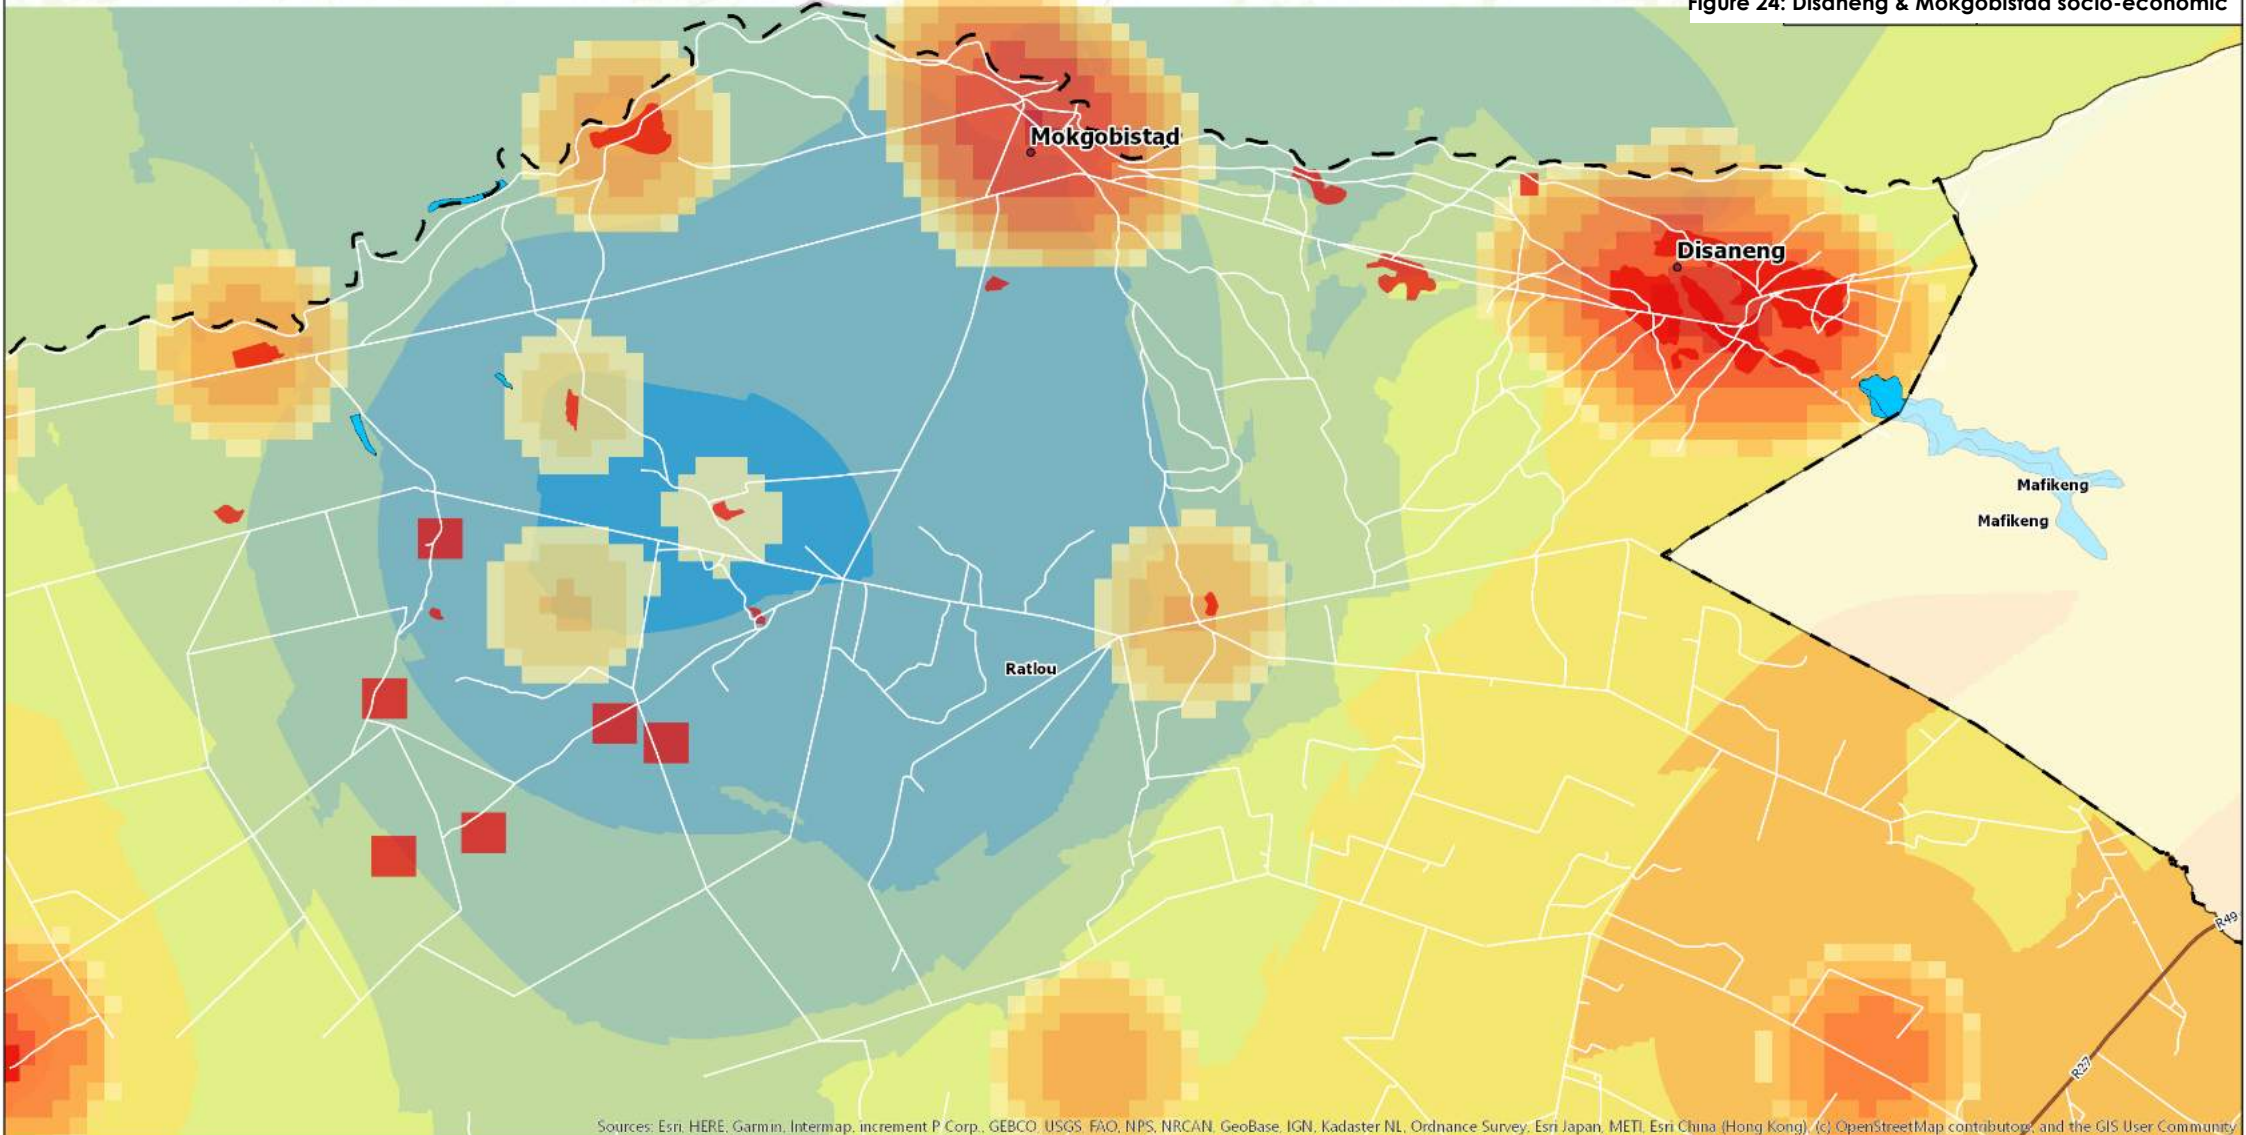 Figure 24: Disaneng & Mokgobistad socio-economic
Mokgobistad
Disaneng
Mafikeng
Mafikeng
Ratlou
R49
R27
Sources: Esri, HERE, Garmin, Intermap, increment P Corp., GEBCO, USGS, FAO, NPS, NRCAN, GeoBase, IGN, Kadaster NL, Ordnance Survey, Esri Japan, METI, Esri China (Hong Kong), (c) OpenStreetMap contributors, and the GIS User Community